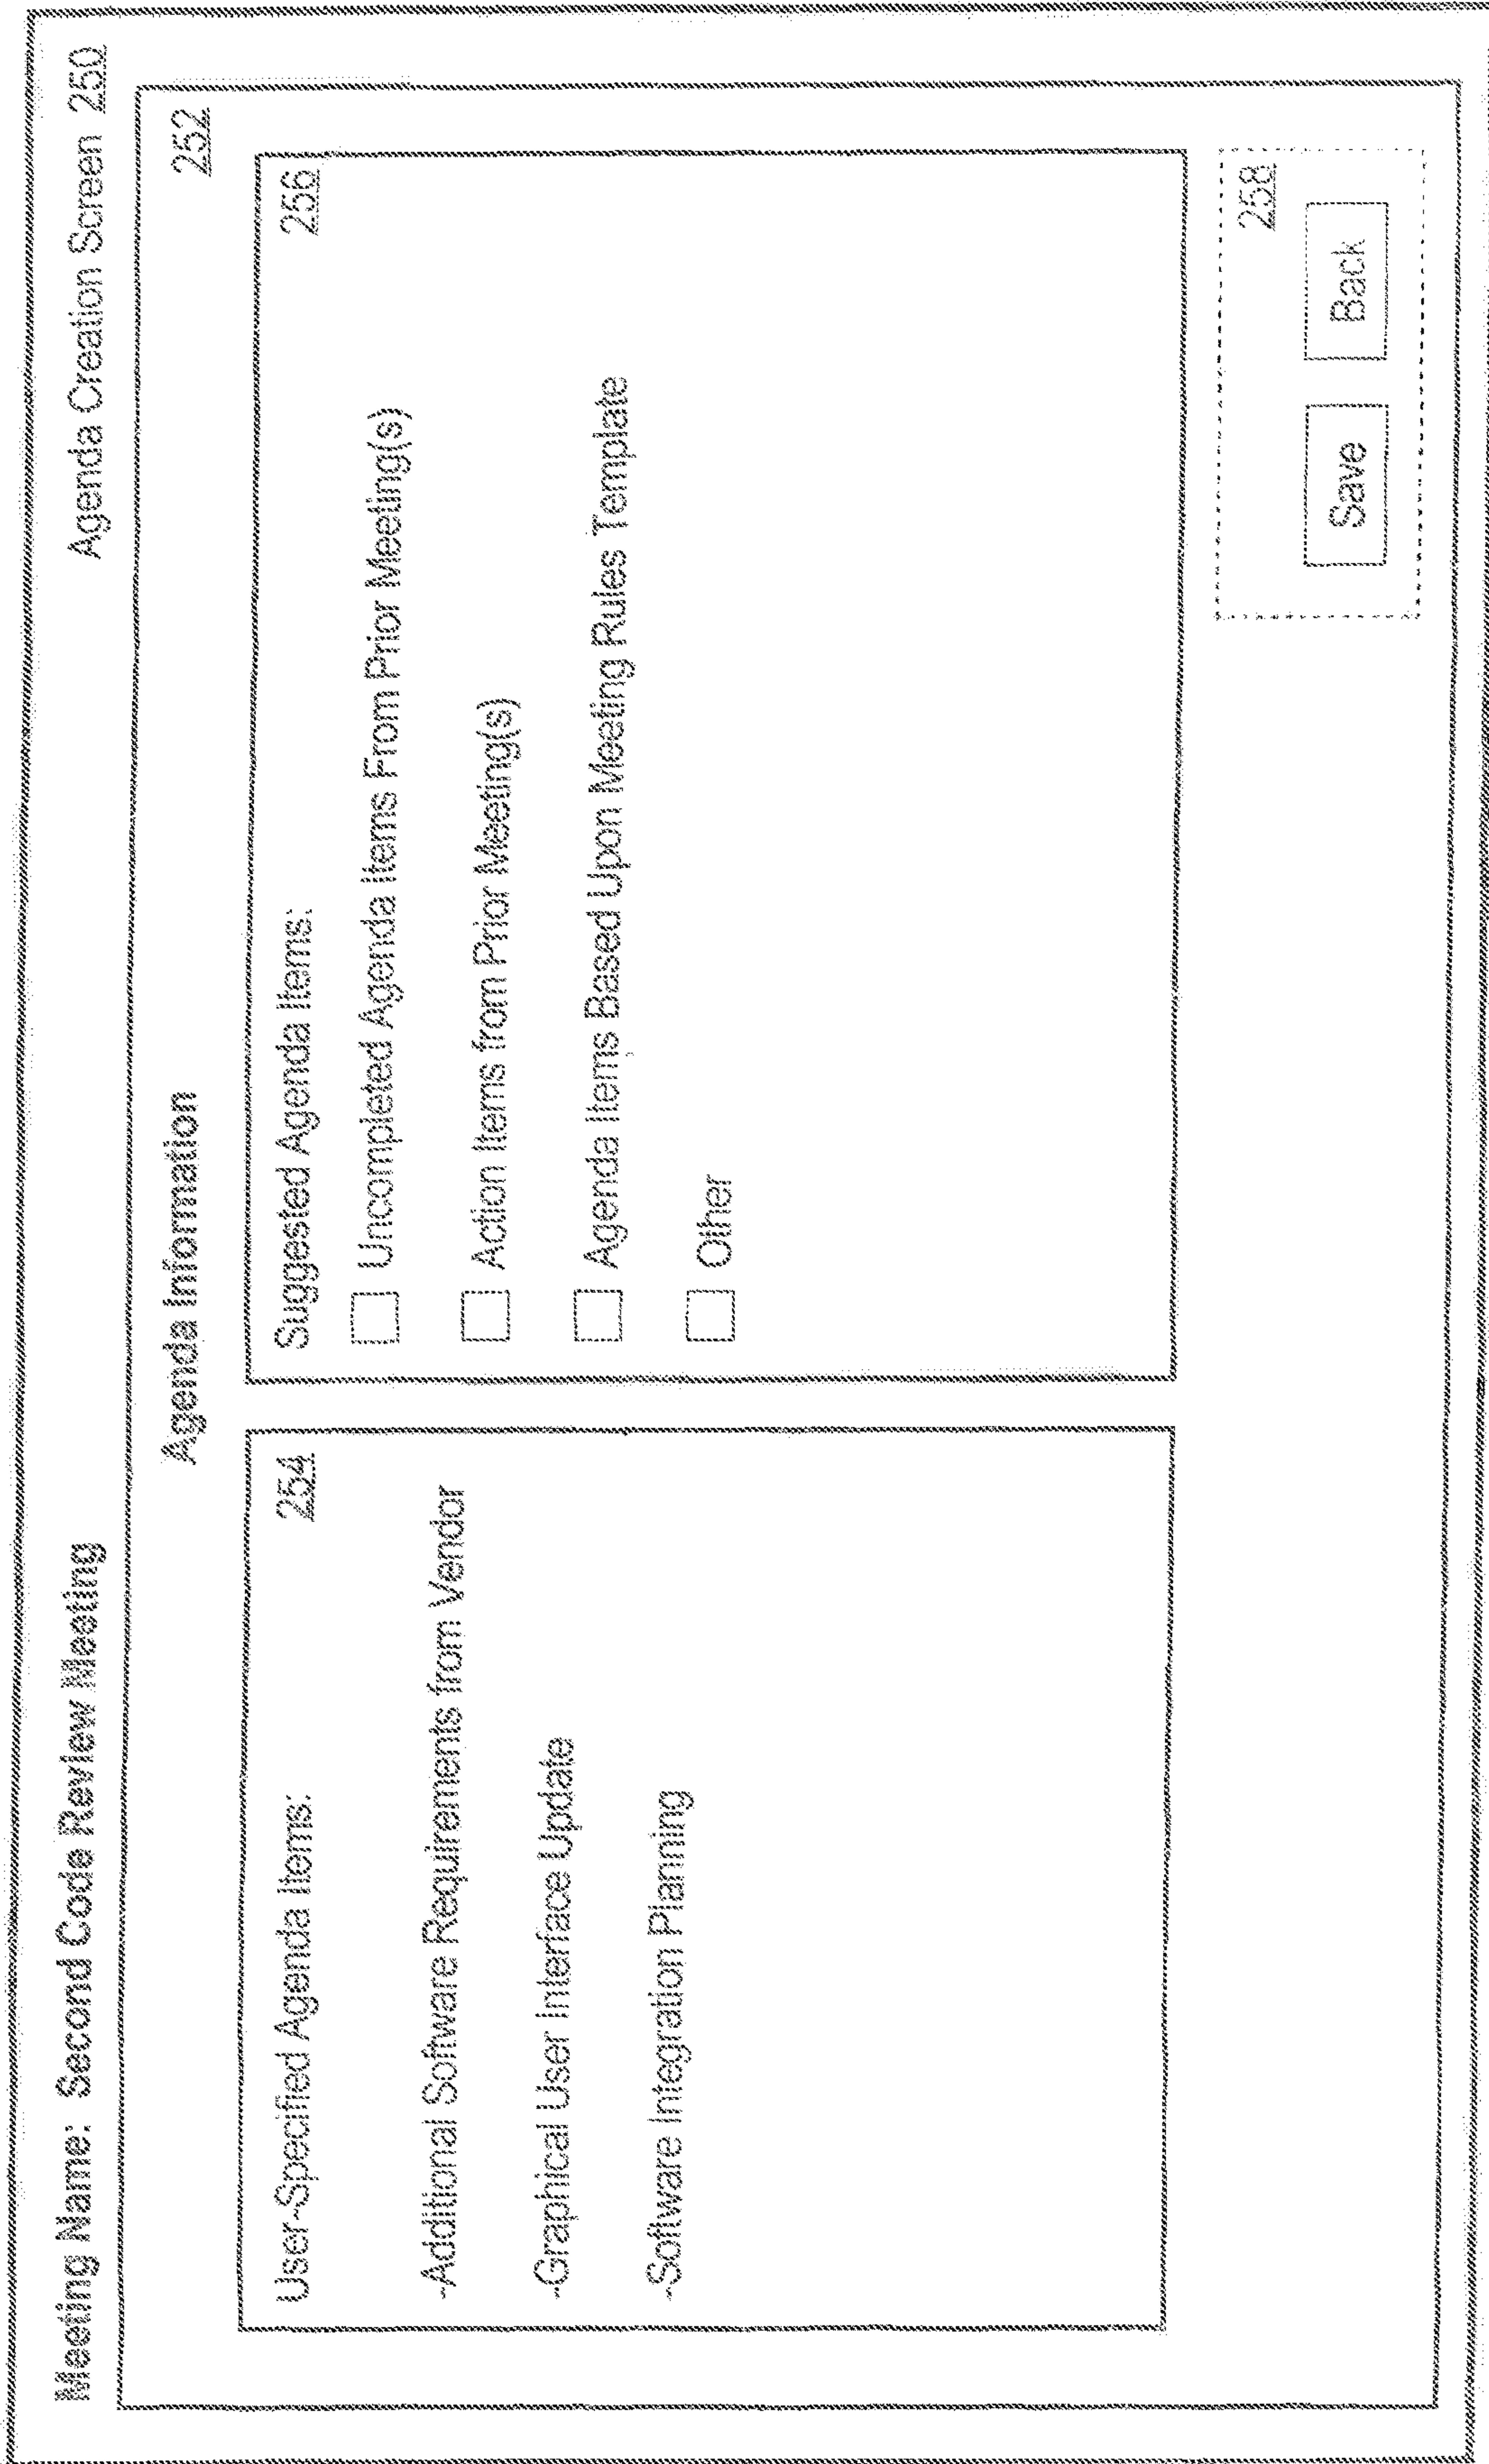 Meeting Name: Second Code Review Meeting
Agenda Creation Screen 250
Agenda Information
252
User-Specified Agenda Items:
254
-Additional Software Requirements from Vendor
-Graphical User Interface Update
-Software Integration Planning
Suggested Agenda Items:
256
Uncompleted Agenda Items From Prior Meeting(s)
Action Items from Prior Meeting(s)
Agenda Items Based Upon Meeting Rules Template
Other
258
Save
Back